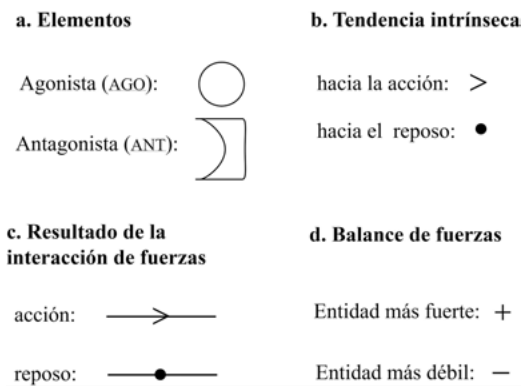 a. Elementos
Agonista (AGO):
Antagonista (ANT):
b. Tendencia intrínseca
hacia la acción: >
hacia el reposo: ●
c. Resultado de la
interacción de fuerzas
acción:
reposo:
d. Balance de fuerzas
Entidad más fuerte: +
Entidad más débil: −